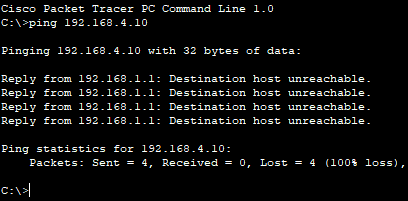 Cisco Packet Tracer PC Command Line 1.0
C:\>ping 192.168.4.10
Pinging 192.168.4.10 with 32 bytes of data:
Reply from 192.168.1.1: Destination host unreachable.
Reply from 192.168.1.1: Destination host unreachable.
Reply from 192.168.1.1: Destination host unreachable.
Reply from 192.168.1.1: Destination host unreachable.
Ping statistics for 192.168.4.10:
Packets: Sent = 4, Received = 0, Lost = 4 (100% loss),
C:\>